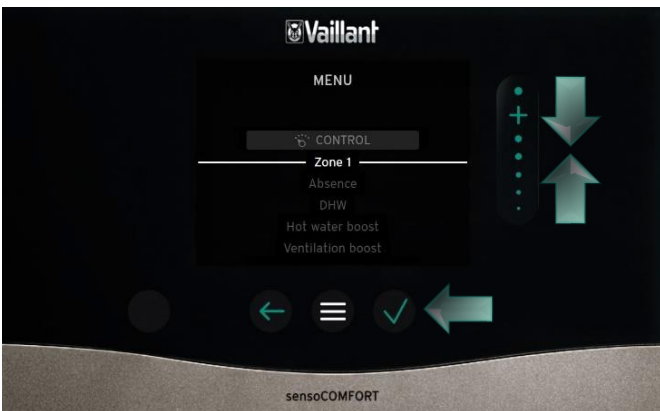 Vaillant
MENU
CONTROL
Zone 1
Absence
DHW
Hot water boost
Ventilation boost
sensoCOMFORT